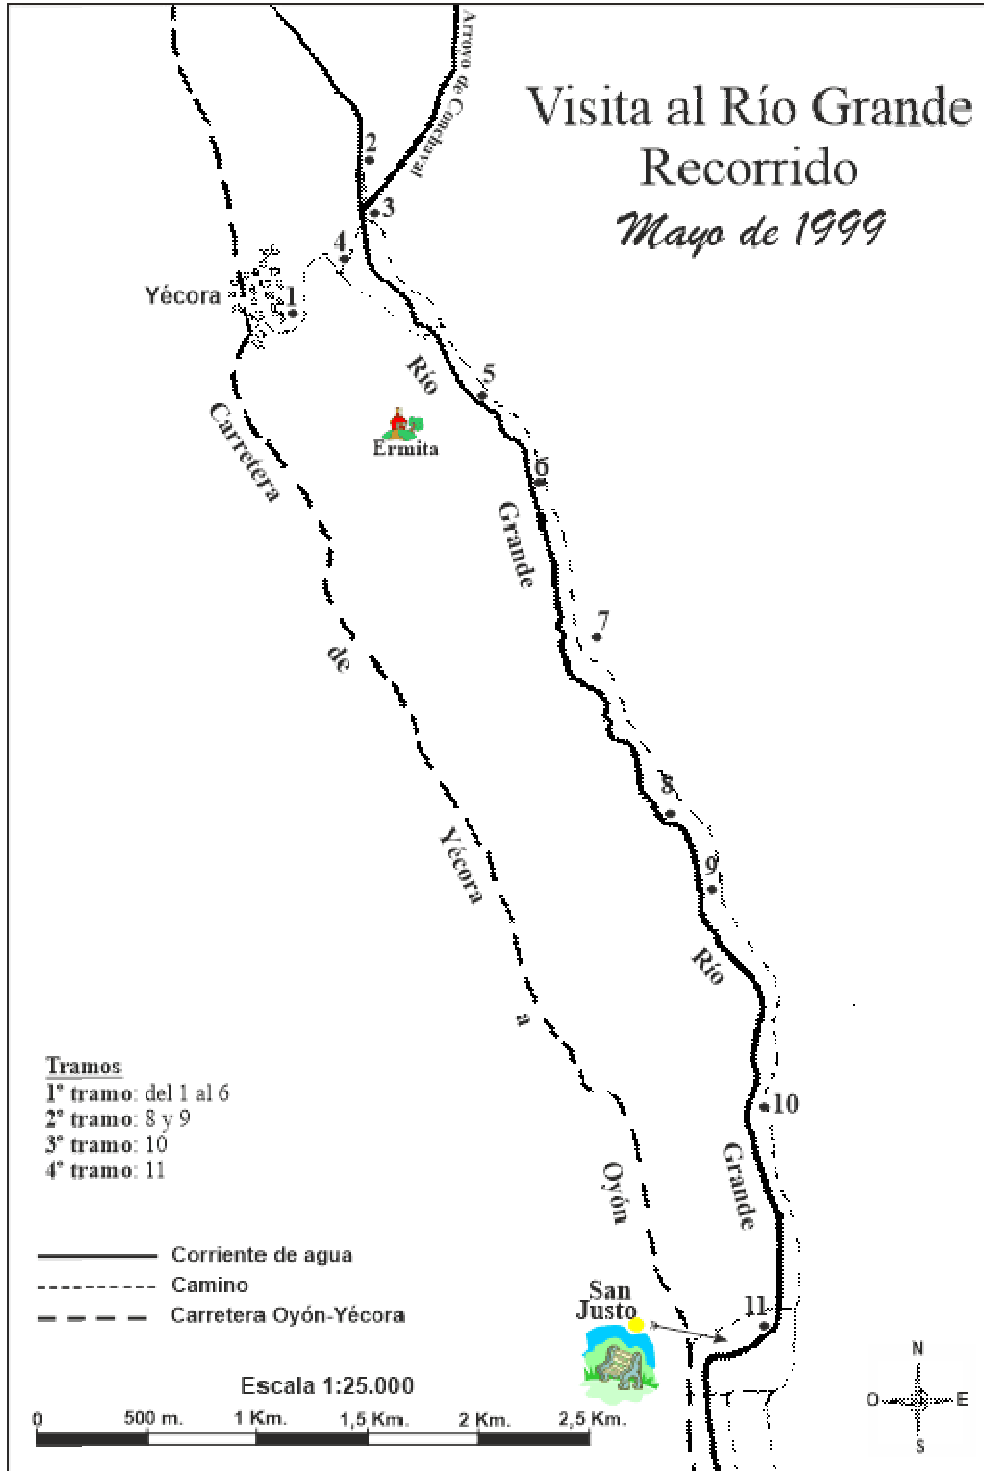 Visita al Río Grande
Recorrido
Mayo de 1999
Arroyo de Conchaval
2
3
4
Yécora
1
Río
5
Ermita
Carretera
6
Grande
7
de
8
Yécora
9
Río
a
10
Grande
Oyón
San
Justo
11
Tramos
1º tramo: del 1 al 6
2º tramo: 8 y 9
3º tramo: 10
4º tramo: 11
Corriente de agua
Camino
Carretera Oyón-Yécora
Escala 1:25.000
0 500 m. 1 Km. 1,5 Km. 2 Km. 2,5 Km.
N
O E
S